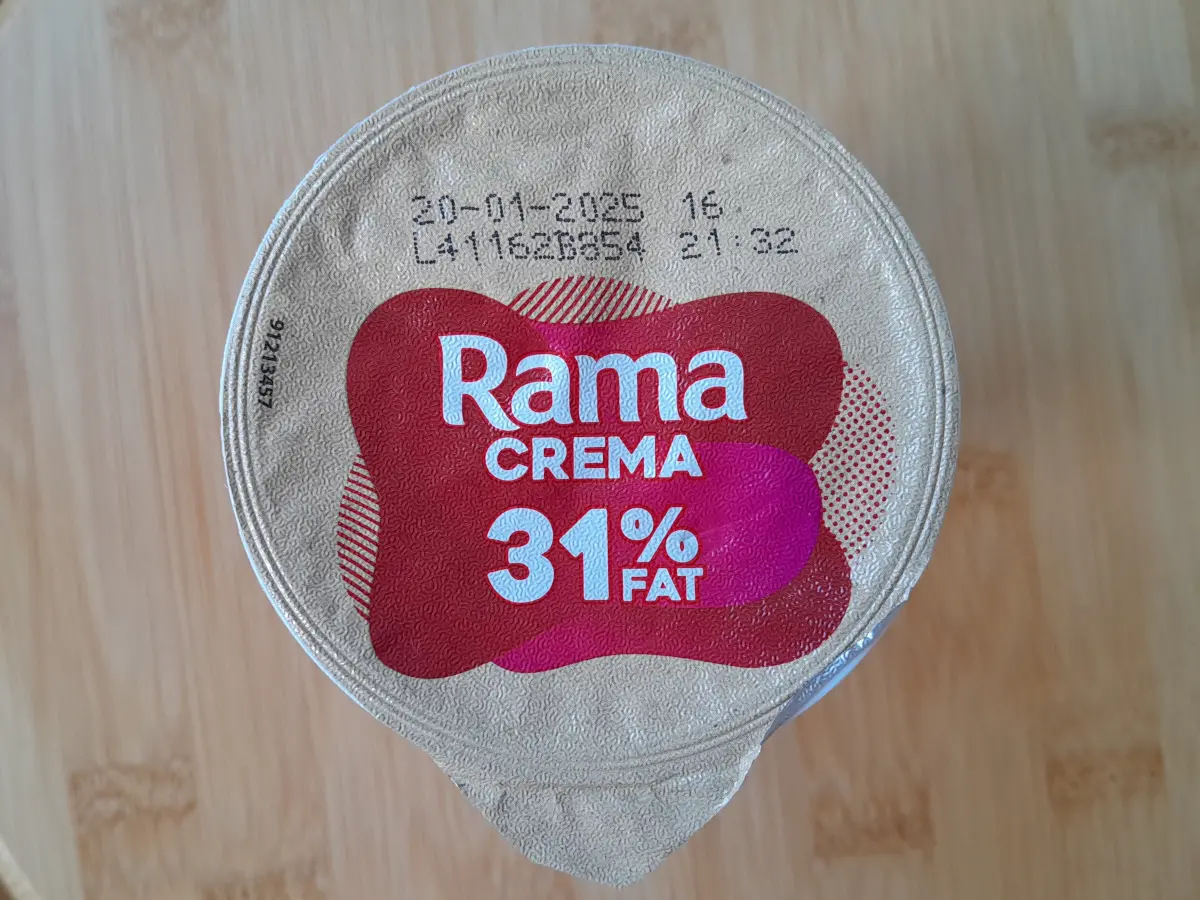 20-01-2025 16
L41162B854 21:32
91213457
Rama
CREMA
31%
FAT